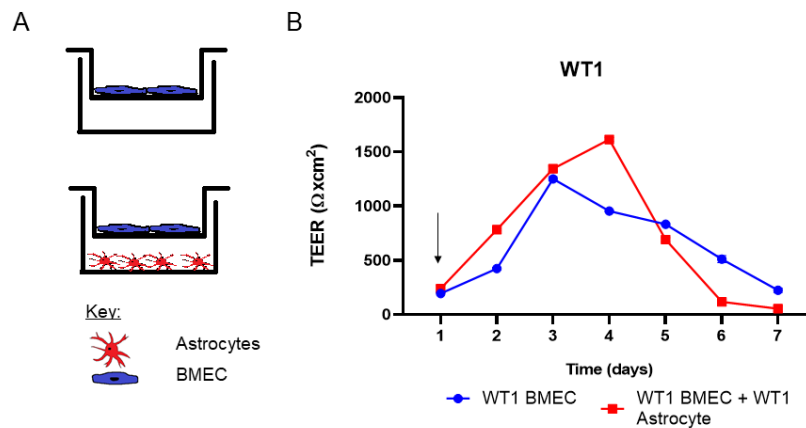 A
B
Key:
Astrocytes
BMEC
WT1
TEER (Ωxcm²)
2000
1500
1000
500
0
1 2 3 4 5 6 7
Time (days)
WT1 BMEC
WT1 BMEC + WT1
Astrocyte